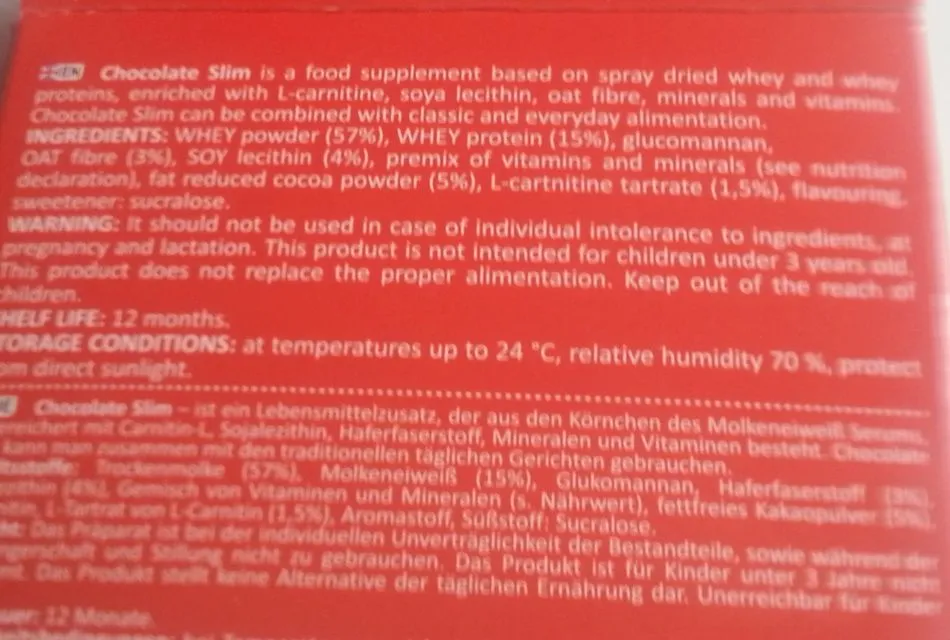 EN Chocolate Slim is a food supplement based on spray dried whey and whey
proteins, enriched with L-carnitine, soya lecithin, oat fibre, minerals and vitamins.
Chocolate Slim can be combined with classic and everyday alimentation.
INGREDIENTS: WHEY powder (57%), WHEY protein (15%), glucomannan,
OAT fibre (3%), SOY lecithin (4%), premix of vitamins and minerals (see nutrition
declaration), fat reduced cocoa powder (5%), L-cartnitine tartrate (1,5%), flavouring,
sweetener: sucralose.
WARNING: It should not be used in case of individual intolerance to ingredients, at
pregnancy and lactation. This product is not intended for children under 3 years old.
This product does not replace the proper alimentation. Keep out of the reach of
children.
HELF LIFE: 12 months.
TORAGE CONDITIONS: at temperatures up to 24 °C, relative humidity 70 %, protect
om direct sunlight.
Chocolate Slim – ist ein Lebensmittelzusatz, der aus den Körnchen des Molkeneiweiß Serums,
ereichert mit Carnitin-L, Sojalezithin, Haferfaserstoff, Mineralen und Vitaminen besteht. Chocolate
kann man zusammen mit den traditionellen täglichen Gerichten gebrauchen.
Trockenmolke (57%), Molkeneiweiß (15%), Glukomannan, Haferfaserstoff (3%),
(4%), Gemisch von Vitaminen und Mineralen (s. Nährwert), fettfreies Kakaopulver (5%),
L-Tartrat von L-Carnitin (1,5%), Aromastoff, Süßstoff: Sucralose.
Das Präparat ist bei der individuellen Unverträglichkeit der Bestandteile, sowie während der
und Stillung nicht zu gebrauchen. Das Produkt ist für Kinder unter 3 Jahre nicht
Das Produkt stellt keine Alternative der täglichen Ernährung dar. Unerreichbar für Kinder
uer: 12 Monate.